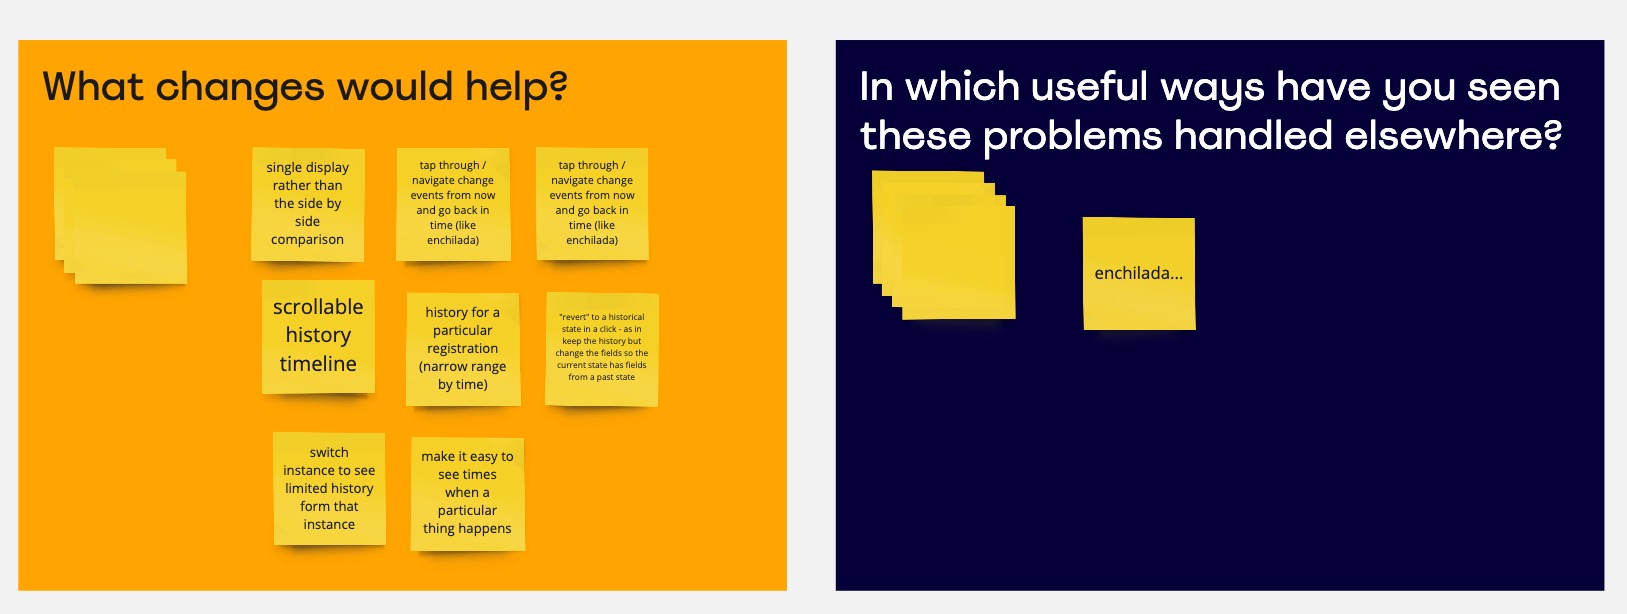 What changes would help?
single display
rather than
the side by
side
comparison
tap through /
navigate change
events from now
and go back in
time (like
enchilada)
tap through /
navigate change
events from now
and go back in
time (like
enchilada)
scrollable
history
timeline
history for a
particular
registration
(narrow range
by time)
"revert" to a historical
state in a click - as in
keep the history but
change the fields so the
current state has fields
from a past state
switch
instance to see
limited history
form that
instance
make it easy to
see times
when a
particular
thing happens
In which useful ways have you seen
these problems handled elsewhere?
enchilada...